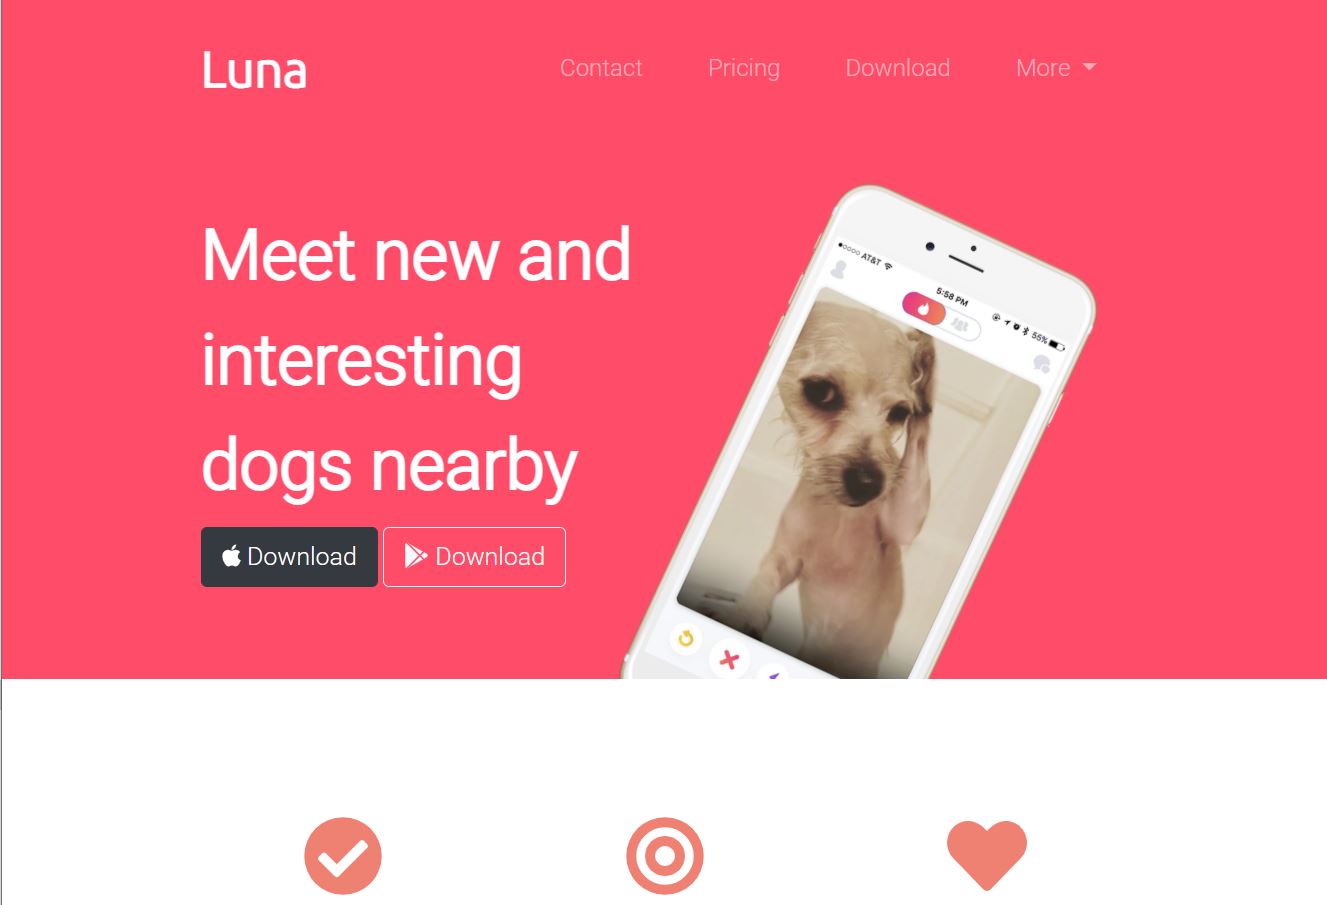 Luna
Contact Pricing Download More
Meet new and
interesting
dogs nearby
Download Download
AT&T
5:58 PM
55%